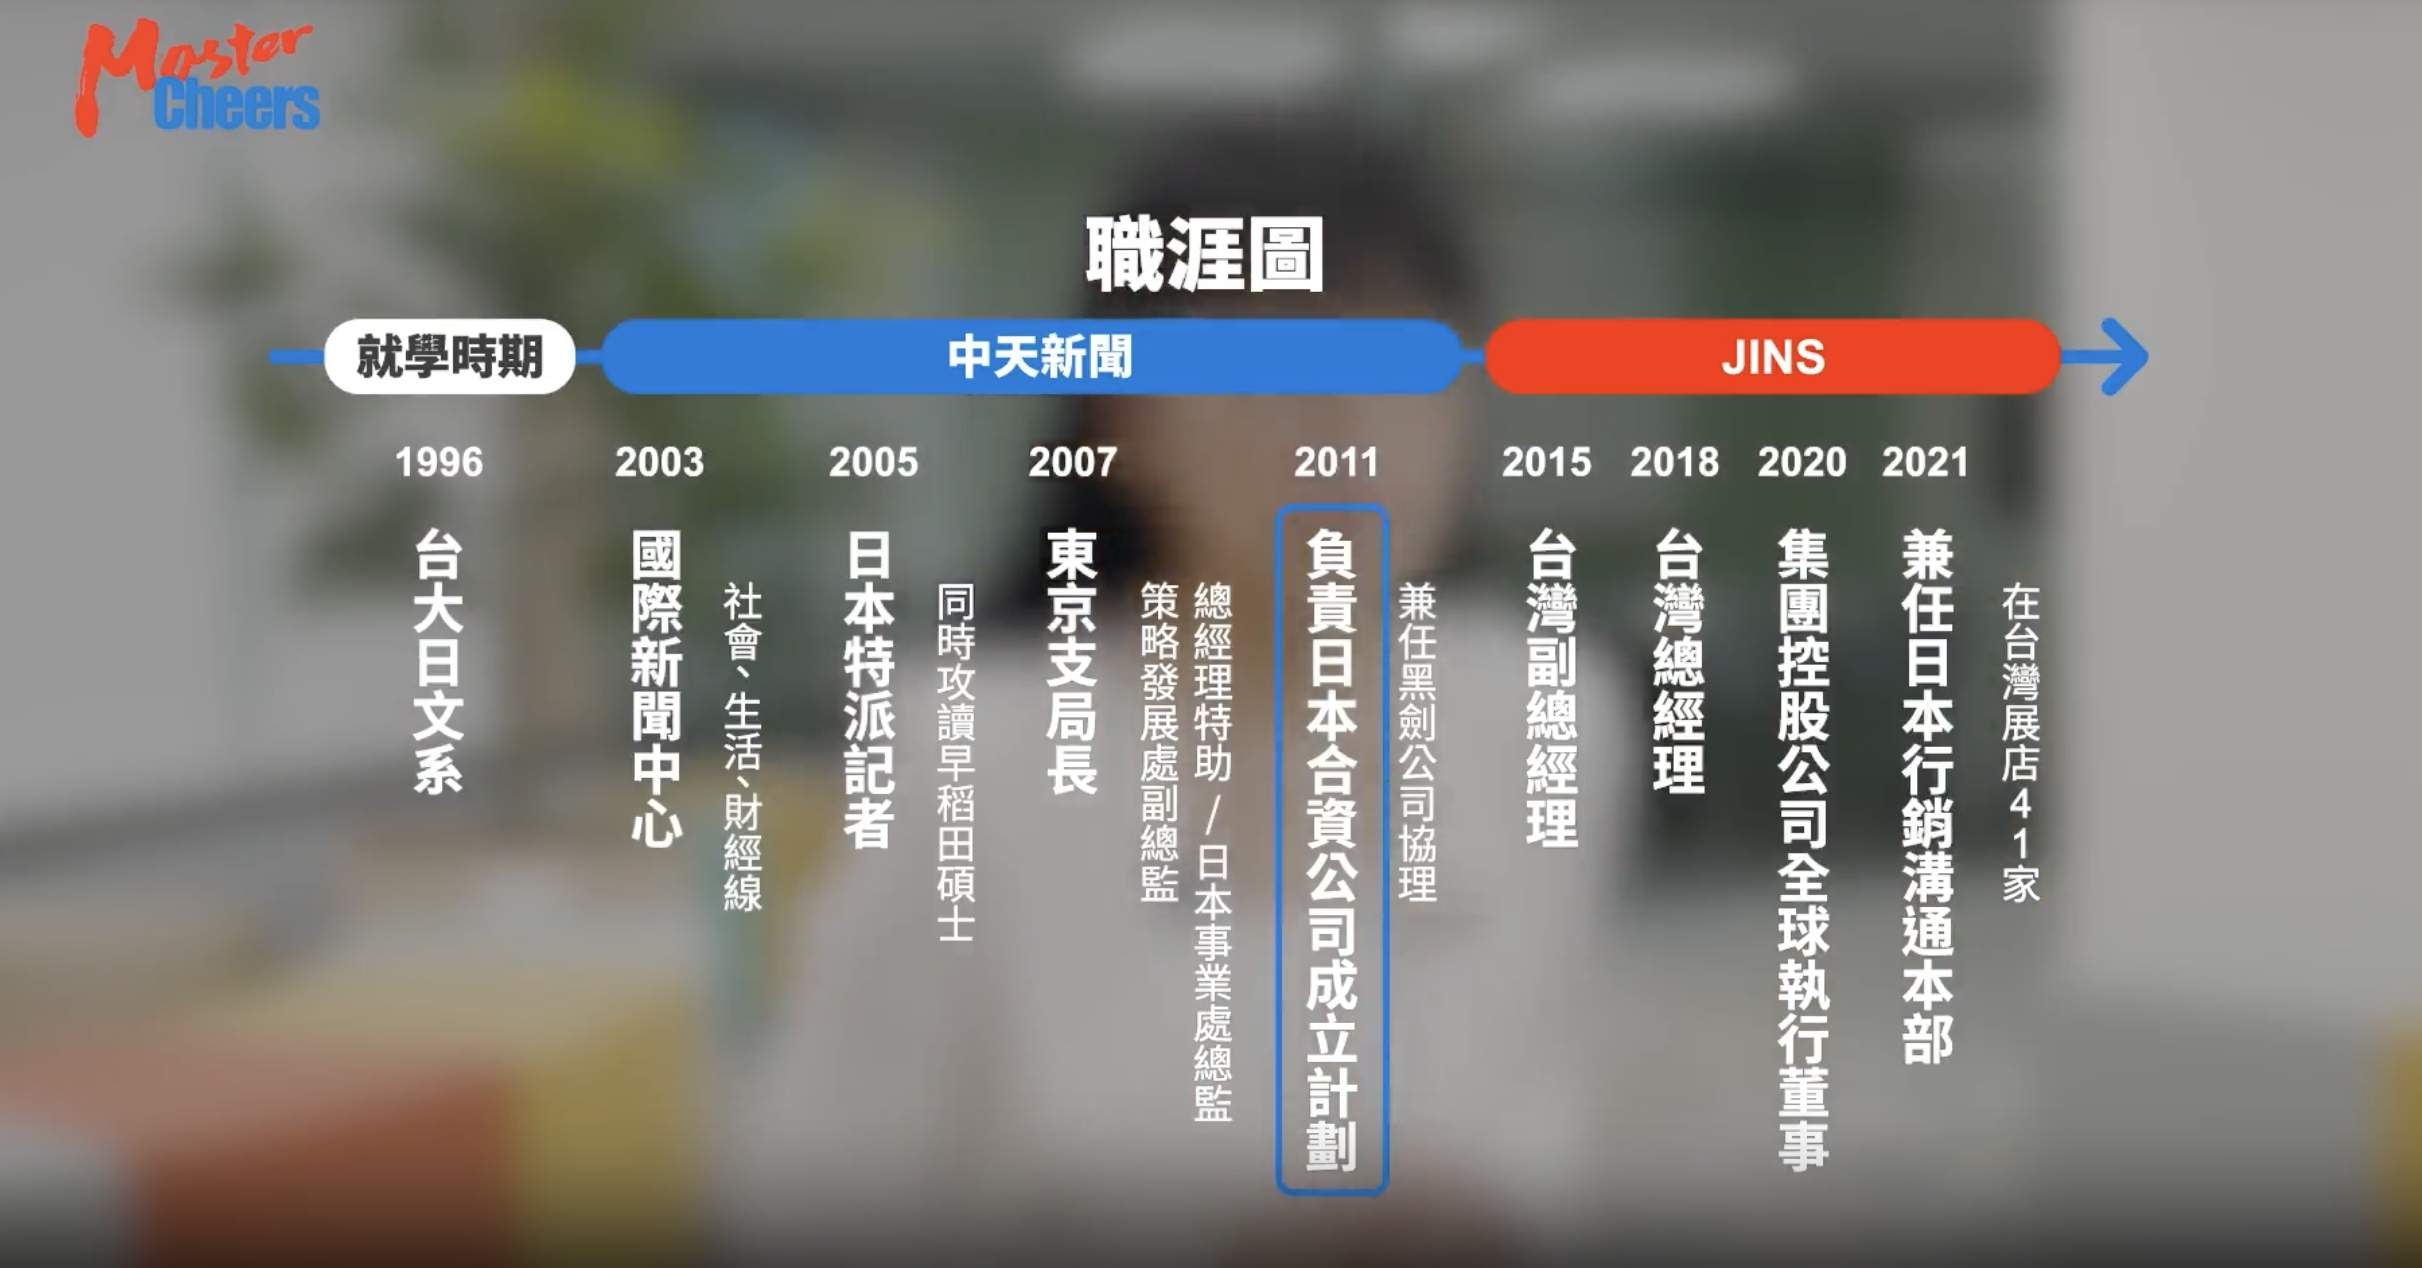 Master
Cheers
職涯圖
就學時期
中天新聞
JINS
1996
台大日文系
2003
國際新聞中心
社會、生活、財經線
2005
日本特派記者
同時攻讀早稻田碩士
2007
東京支局長
總經理特助/日本事業處總監
策略發展處副總監
2011
負責日本合資公司成立計劃
兼任黑劍公司協理
2015
台灣副總經理
2018
台灣總經理
2020
集團控股公司全球執行董事
2021
兼任日本行銷溝通本部
在台灣展店41家